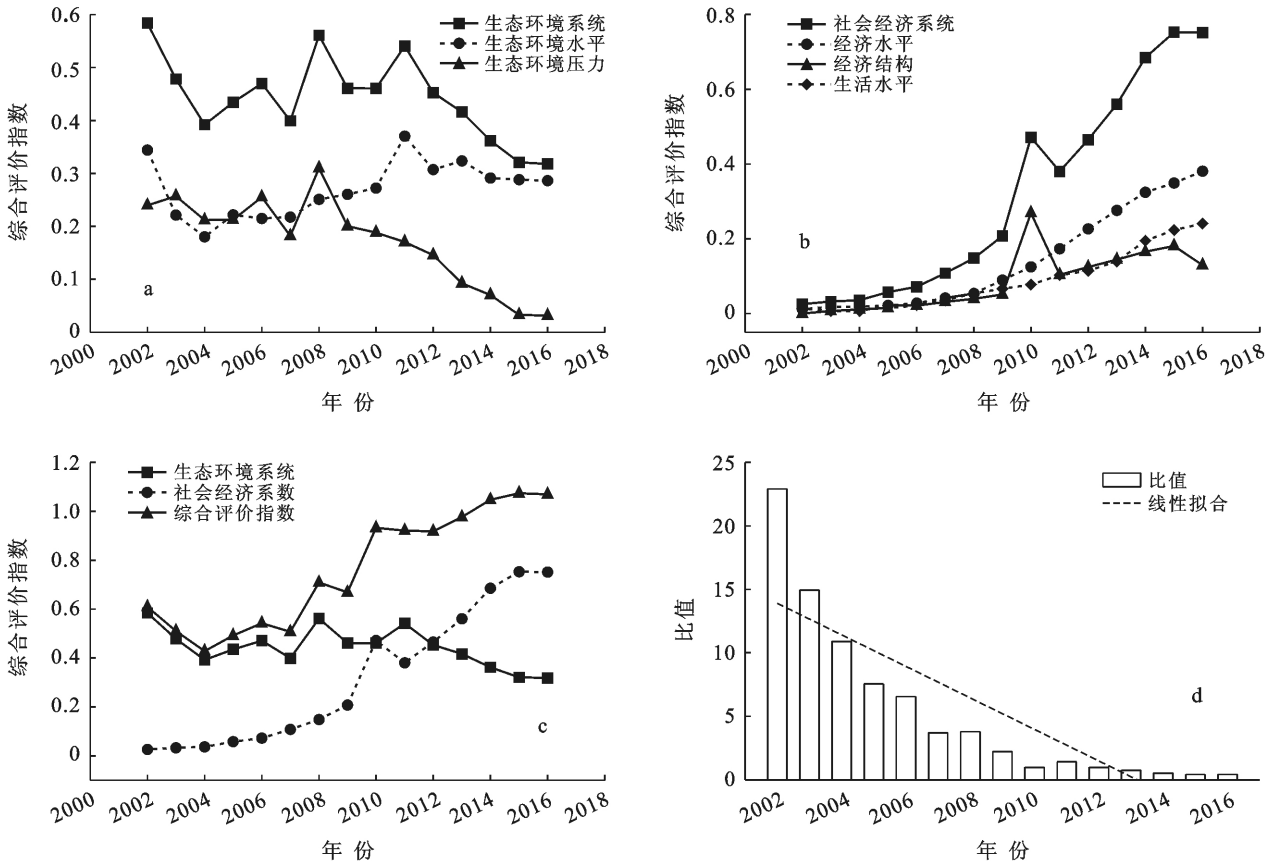 0.6
0.5
0.4
0.3
0.2
0.1
0
综合评价指数
生态环境系统
生态环境水平
生态环境压力
a
2000
2002
2004
2006
2008
2010
2012
2014
2016
2018
年 份
0.8
0.6
0.4
0.2
0
综合评价指数
社会经济系统
经济水平
经济结构
生活水平
b
2000
2002
2004
2006
2008
2010
2012
2014
2016
2018
年 份
1.2
1.0
0.8
0.6
0.4
0.2
0
综合评价指数
生态环境系统
社会经济系数
综合评价指数
c
2000
2002
2004
2006
2008
2010
2012
2014
2016
2018
年 份
25
20
15
10
5
0
比值
比值
线性拟合
d
2002
2004
2006
2008
2010
2012
2014
2016
年 份